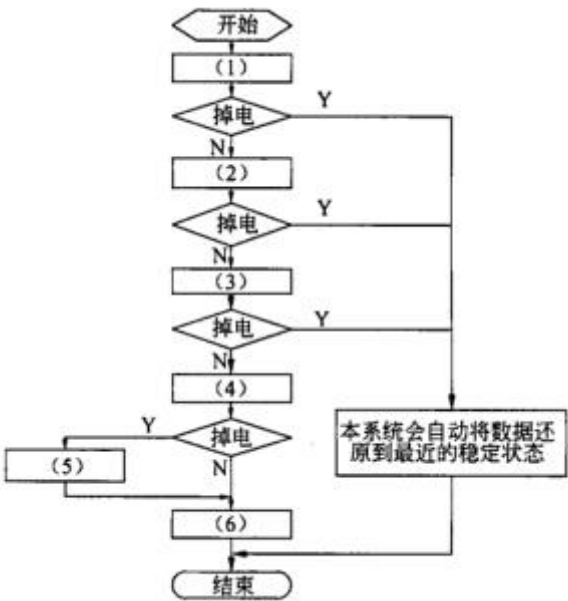 开始
(1)
掉电
Y
N
(2)
掉电
Y
N
(3)
掉电
Y
N
(4)
掉电
Y
N
(5)
本系统会自动将数据还
原到最近的稳定状态
(6)
结束